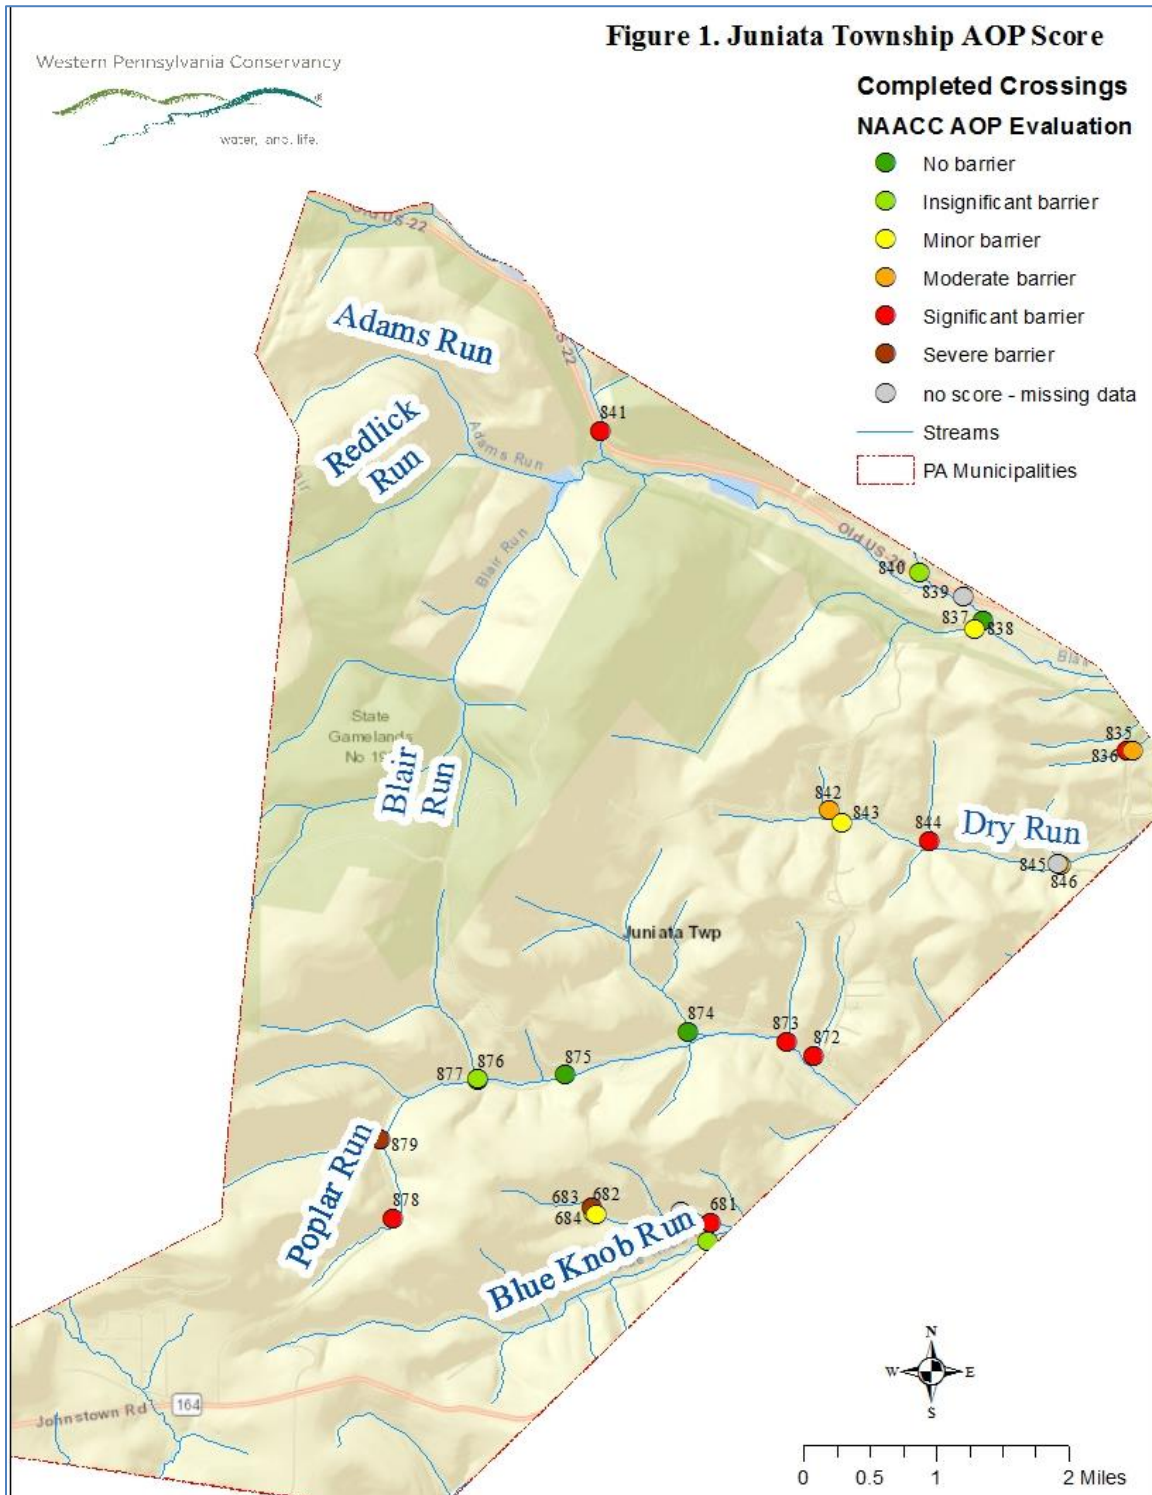 Figure 1. Juniata Township AOP Score
Western Pennsylvania Conservancy
water, land, life.
Completed Crossings
NAACC AOP Evaluation
No barrier
Insignificant barrier
Minor barrier
Moderate barrier
Significant barrier
Severe barrier
no score - missing data
Streams
PA Municipalities
Old US-22
US-22
Adams Run
841
Redlick
Run
Adams Run
Blair Run
Old US-22
840
839
837
838
State
Gamelands
835
836
Blair
Run
842
843
844
Dry Run
845
846
Juniata Twp
874
873
872
875
876
877
879
Poplar Run
878
683
682
684
681
Blue Knob Run
164
Johnstown Rd
N
W
E
S
0
0.5
1
2 Miles